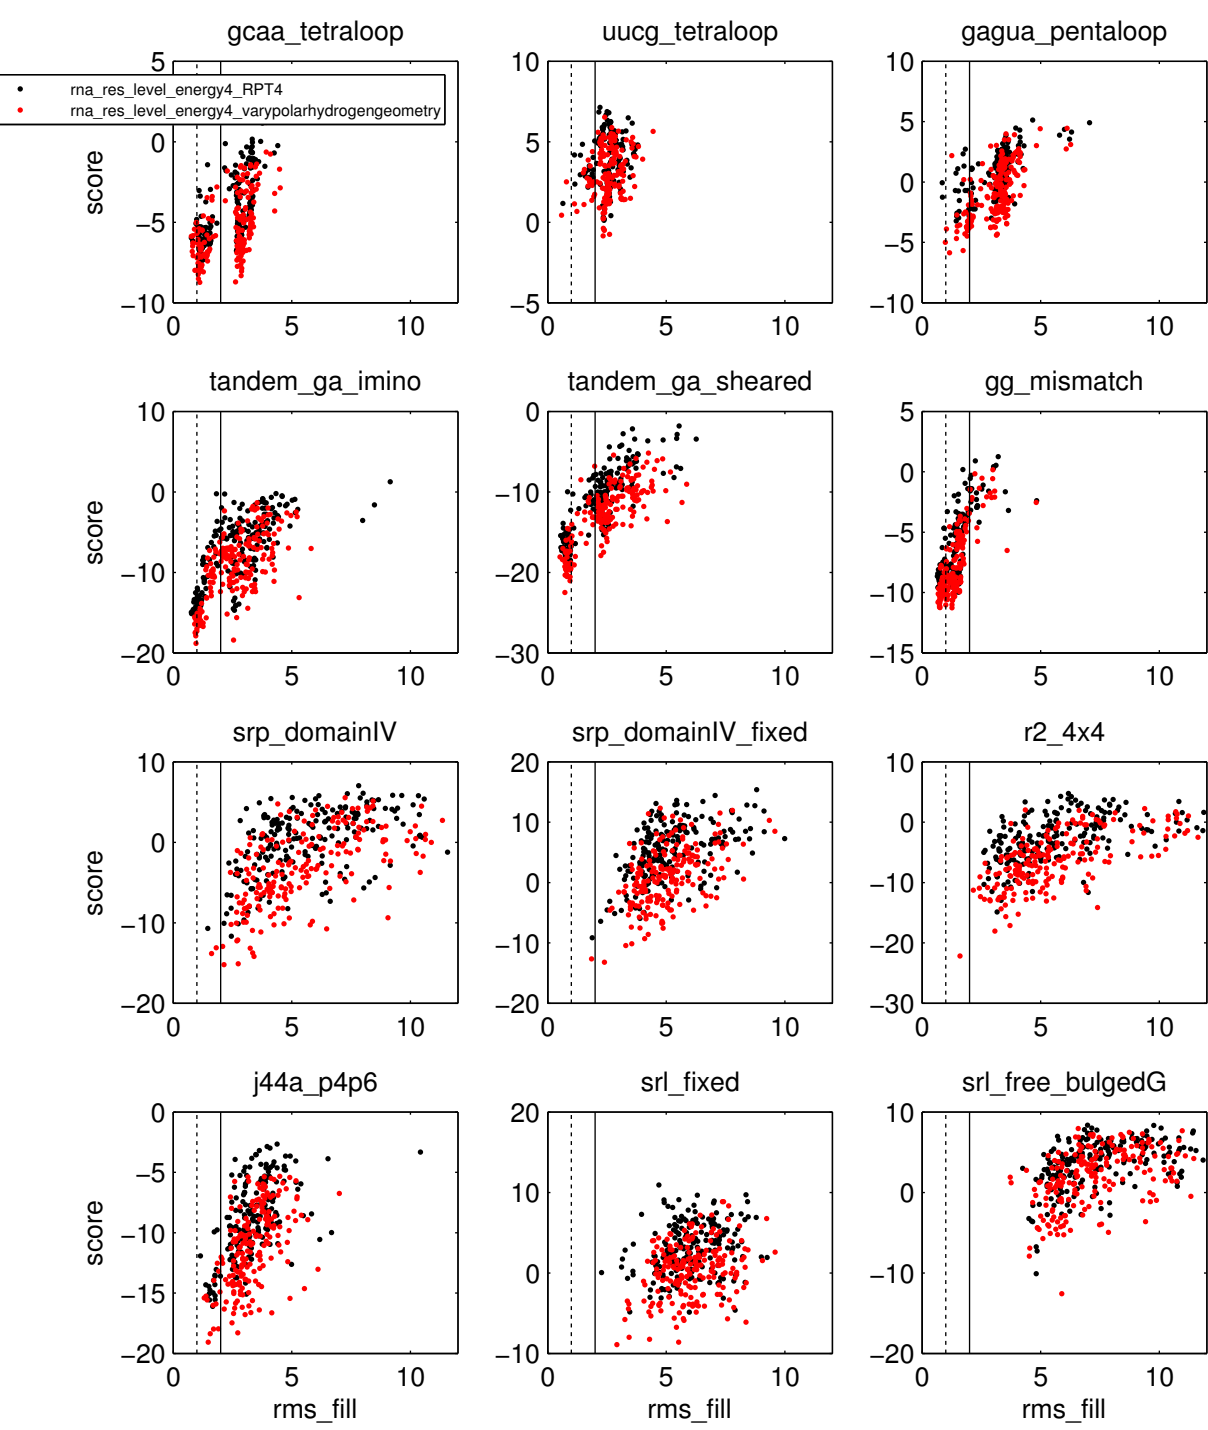 gcaa_tetraloop uucg_tetraloop gagua_pentaloop
5 10 10
rna_res_level_energy4_RPT4
rna_res_level_energy4_varypolarhydrogengeometry
0 5 5
score
−5 0 0
−5
−10 −5 −10
0 5 10 0 5 10 0 5 10
tandem_ga_imino tandem_ga_sheared gg_mismatch
10 0 5
0 −10 0
score
−5
−10 −20 −10
−20 −30 −15
0 5 10 0 5 10 0 5 10
srp_domainIV srp_domainIV_fixed r2_4x4
10 20 10
0 10 0
score
0 −10
−10 −10 −20
−20 −20 −30
0 5 10 0 5 10 0 5 10
j44a_p4p6 srl_fixed srl_free_bulgedG
0 20 10
−5 10 0
score
−10
−15 0 −10
−20 −10 −20
0 5 10 0 5 10 0 5 10
rms_fill rms_fill rms_fill